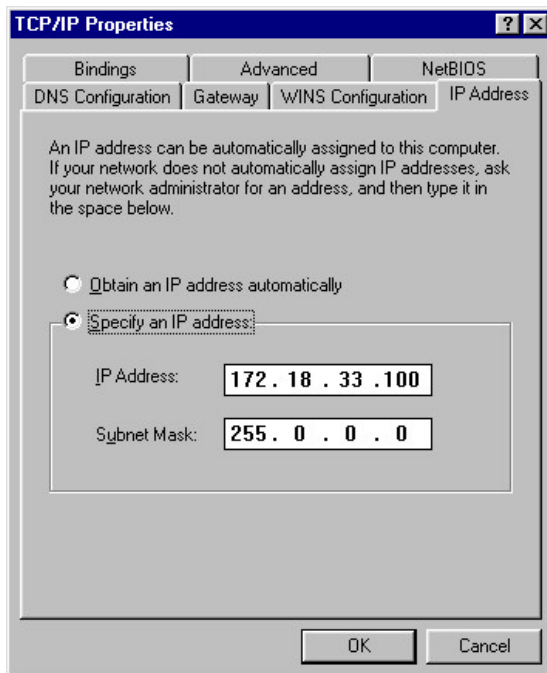 TCP/IP Properties
? X
Bindings Advanced NetBIOS
DNS Configuration Gateway WINS Configuration IP Address
An IP address can be automatically assigned to this computer.
If your network does not automatically assign IP addresses, ask
your network administrator for an address, and then type it in
the space below.
Obtain an IP address automatically
Specify an IP address:
IP Address: 172 . 18 . 33 .100
Subnet Mask: 255 . 0 . 0 . 0
OK Cancel